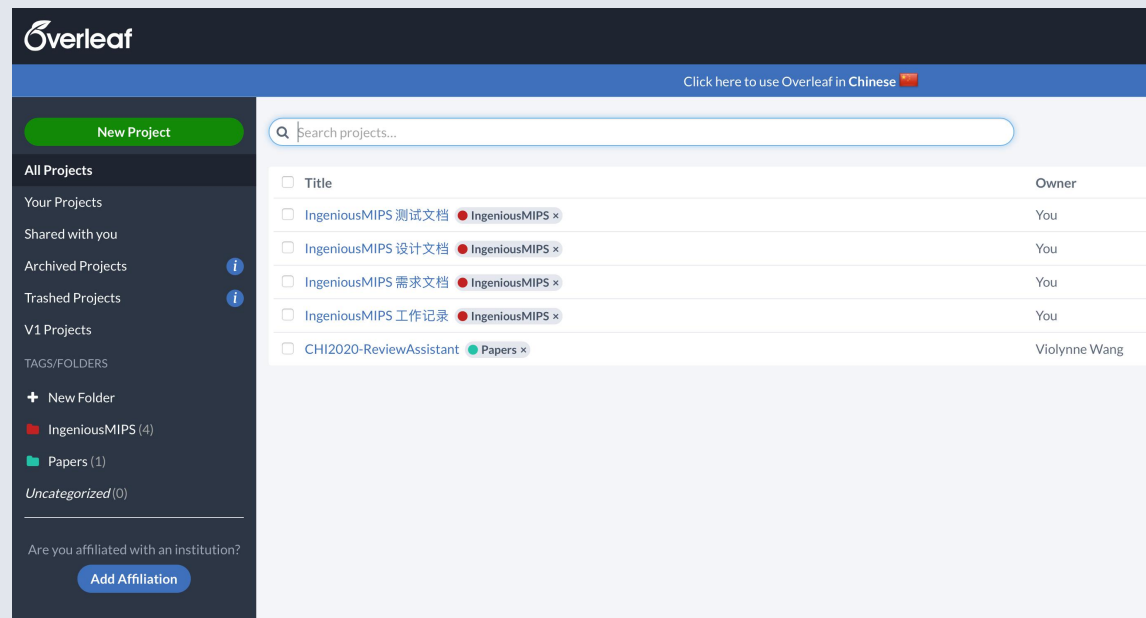 Overleaf
Click here to use Overleaf in Chinese
New Project
Search projects...
All Projects
Title Owner
Your Projects
IngeniousMIPS 测试文档 IngeniousMIPS × You
Shared with you
IngeniousMIPS 设计文档 IngeniousMIPS × You
Archived Projects i
IngeniousMIPS 需求文档 IngeniousMIPS × You
Trashed Projects i
IngeniousMIPS 工作记录 IngeniousMIPS × You
V1 Projects
CHI2020-ReviewAssistant Papers × Violynne Wang
TAGS/FOLDERS
+ New Folder
IngeniousMIPS (4)
Papers (1)
Uncategorized (0)
Are you affiliated with an institution?
Add Affiliation